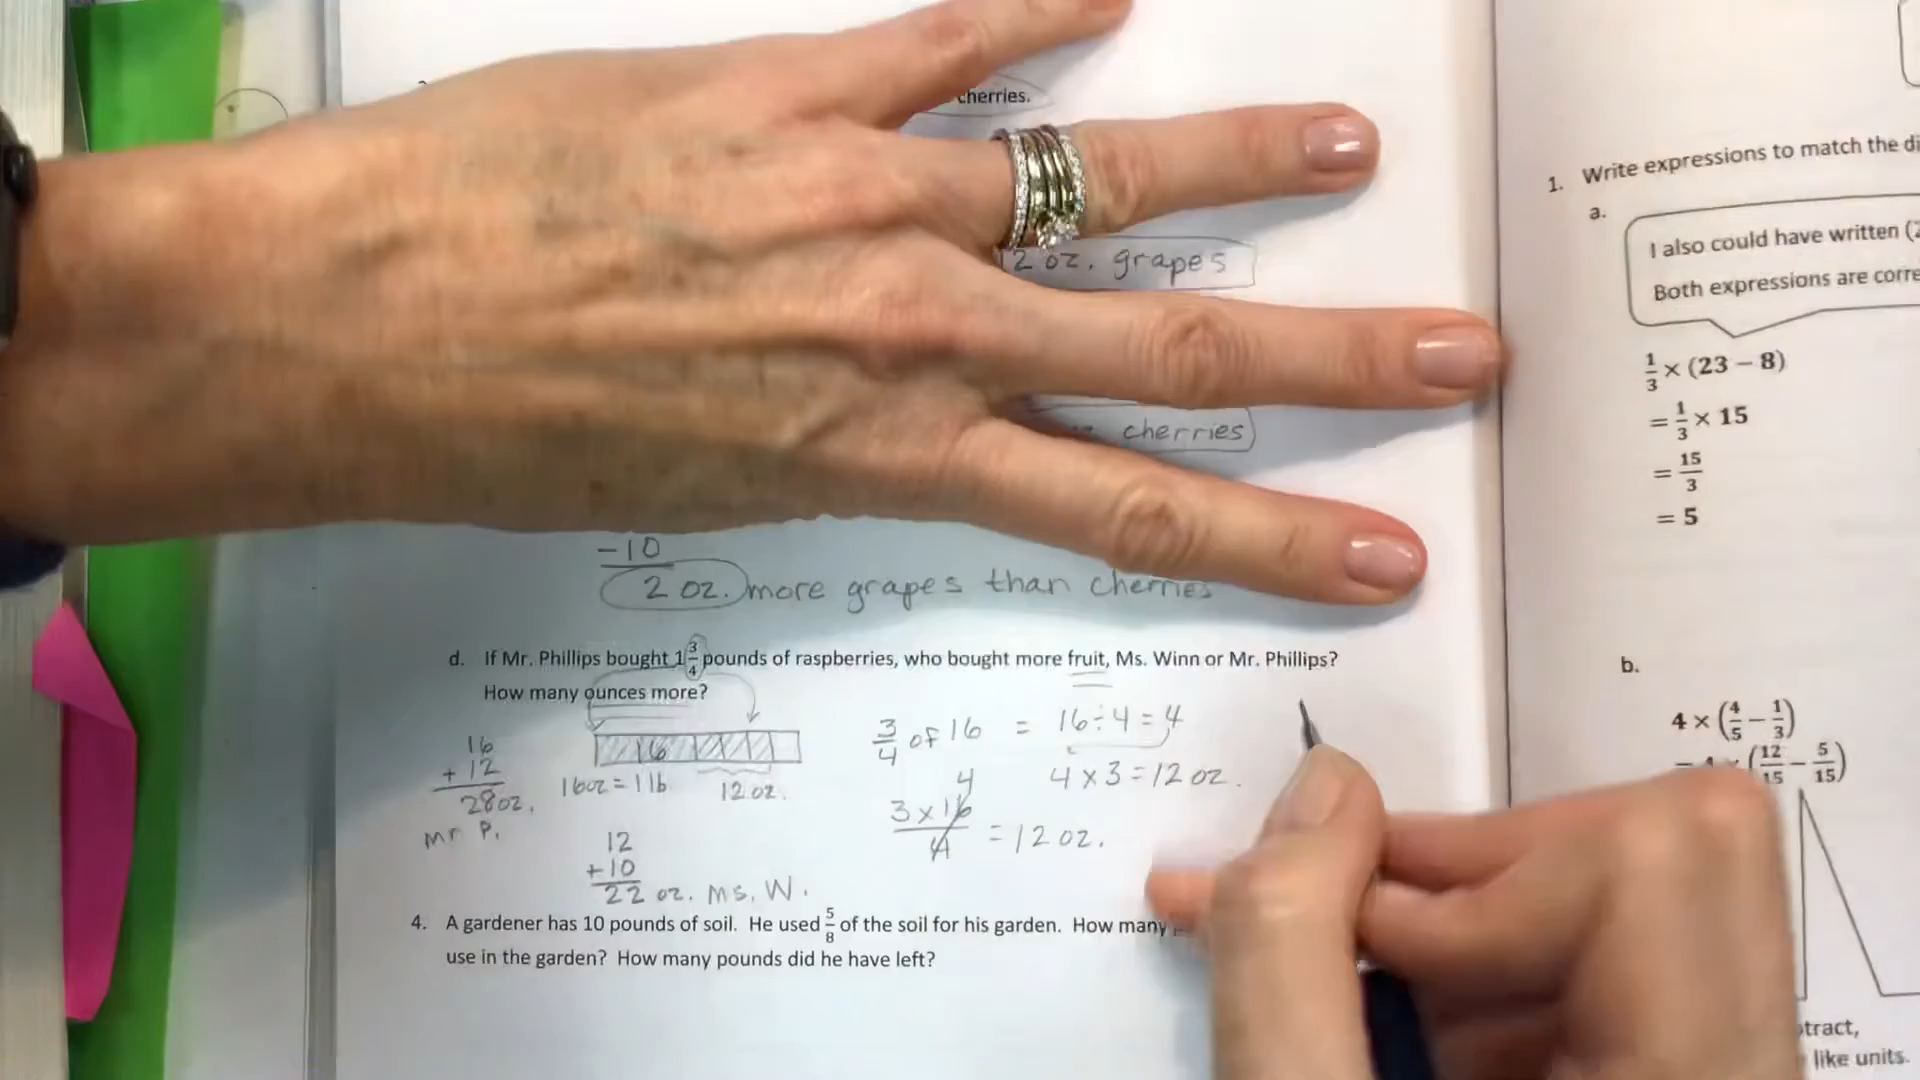 cherries.
12 oz. grapes
cherries
-10
2 oz. more grapes than cherries
d. If Mr. Phillips bought 1 3/4 pounds of raspberries, who bought more fruit, Ms. Winn or Mr. Phillips?
How many ounces more?
16
+ 12
28 oz.
Mr. P.
16
16oz = 1 lb
12 oz.
12
+10
22 oz. Ms. W.
3/4 of 16 = 16÷4=4
4×3=12 oz.
4
3×16/4 = 12 oz.
4. A gardener has 10 pounds of soil. He used 5/8 of the soil for his garden. How many
use in the garden? How many pounds did he have left?
1. Write expressions to match the
a.
I also could have written
Both expressions are
1/3 × (23 − 8)
= 1/3 × 15
= 15/3
= 5
b.
4 × (4/5 − 1/3)
(12/15 − 5/15)
like units.